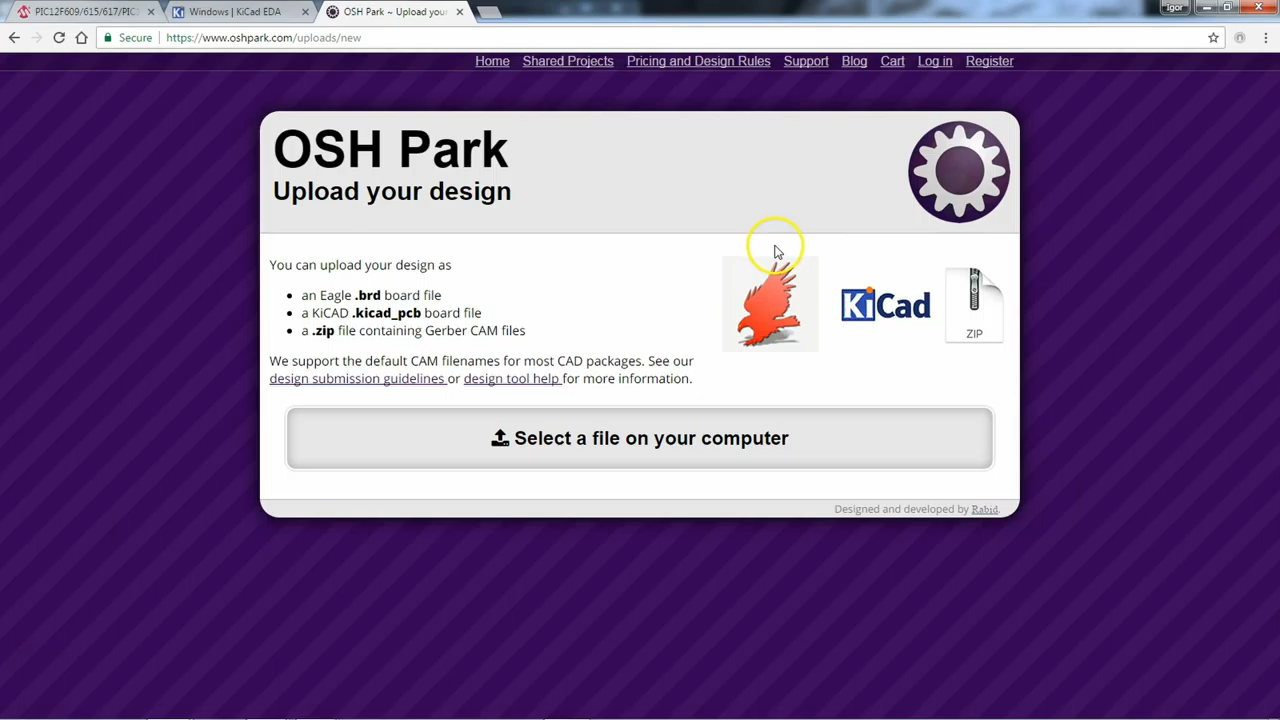 PIC12F609/615/617/PIC
Windows | KiCad EDA
OSH Park ~ Upload your
Igor
Secure
https://www.oshpark.com/uploads/new
Home Shared Projects Pricing and Design Rules Support Blog Cart Log in Register
OSH Park
Upload your design
You can upload your design as
an Eagle .brd board file
a KiCAD .kicad_pcb board file
a .zip file containing Gerber CAM files
KiCad
ZIP
We support the default CAM filenames for most CAD packages. See our
design submission guidelines or design tool help for more information.
Select a file on your computer
Designed and developed by Rabid.